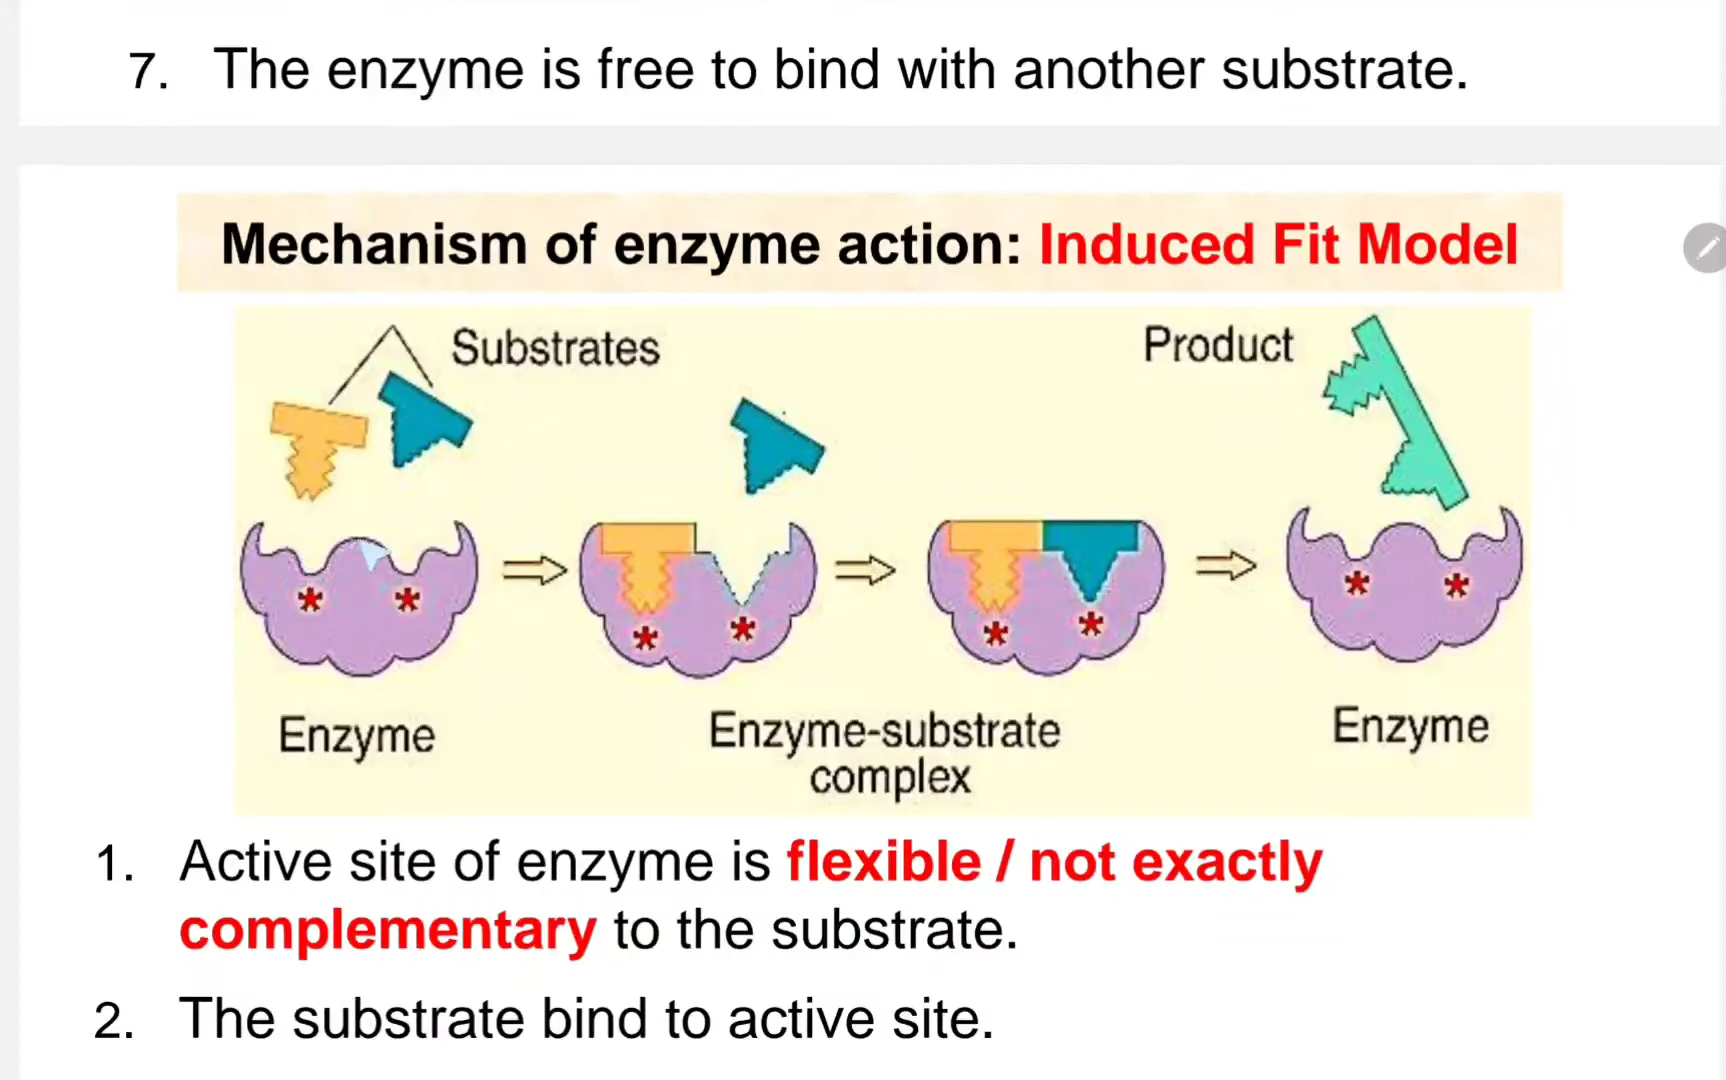 7. The enzyme is free to bind with another substrate.
Mechanism of enzyme action: Induced Fit Model
Substrates
Product
Enzyme
Enzyme-substrate
complex
Enzyme
1. Active site of enzyme is flexible / not exactly
complementary to the substrate.
2. The substrate bind to active site.